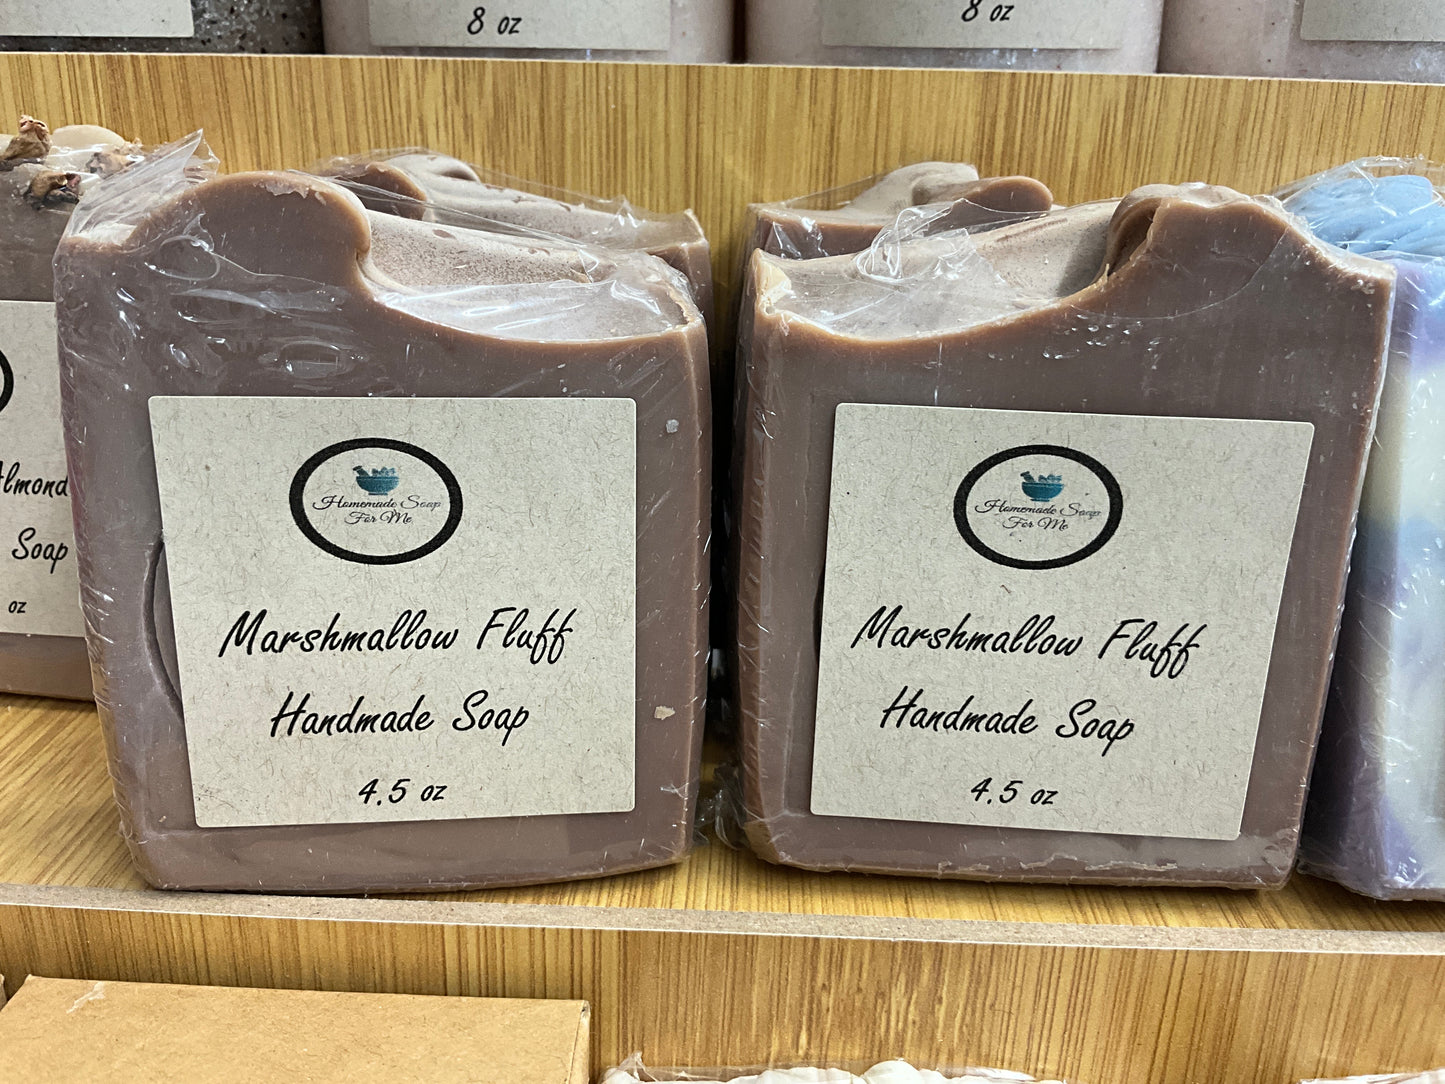 8 oz
8 oz
Almond
Soap
oz
Homemade Soap
For Me
Marshmallow Fluff
Handmade Soap
4.5 oz
Homemade Soap
For Me
Marshmallow Fluff
Handmade Soap
4.5 oz